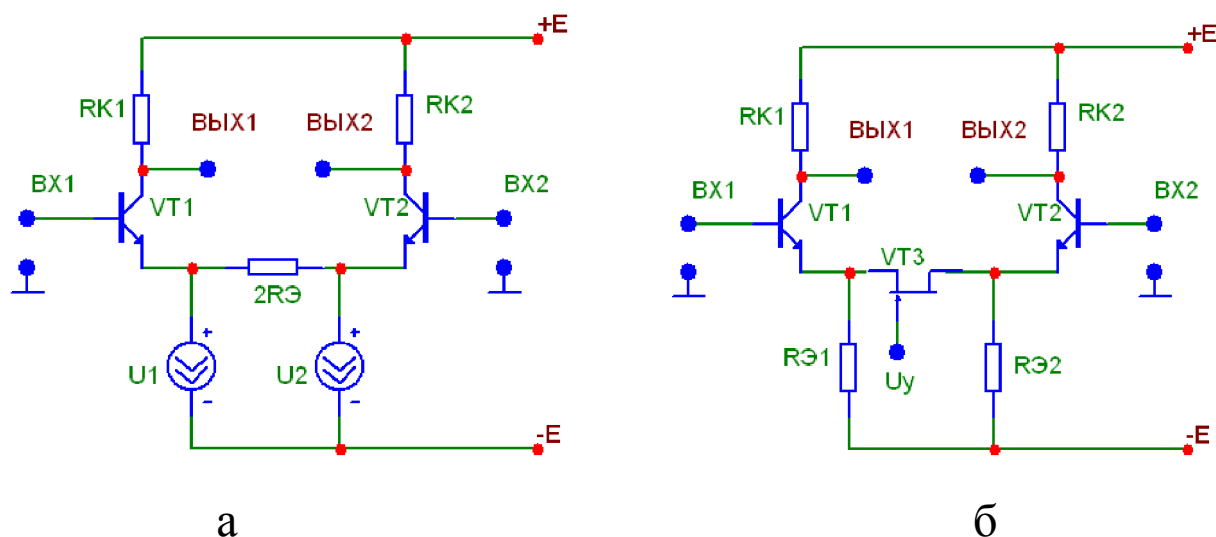 +E
RK1
RK2
ВЫХ1
ВЫХ2
ВХ1
ВХ2
VT1
VT2
2RЭ
+
+
U1
U2
-
-
-E
а
+E
RK1
RK2
ВЫХ1
ВЫХ2
ВХ1
ВХ2
VT1
VT2
VT3
RЭ1
RЭ2
Uy
-E
б